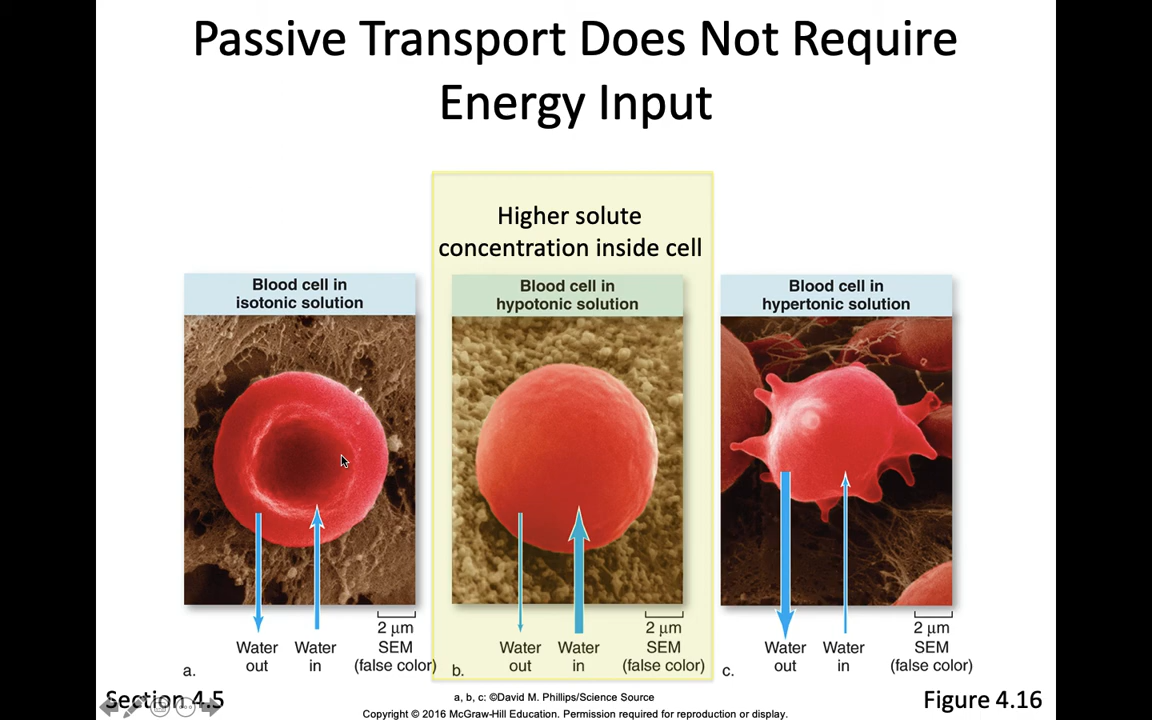 Passive Transport Does Not Require
Energy Input
Higher solute
concentration inside cell
Blood cell in
isotonic solution
Blood cell in
hypotonic solution
Blood cell in
hypertonic solution
Water
out
Water
in
2 µm
SEM
(false color)
a.
Water
out
Water
in
2 µm
SEM
(false color)
b.
Water
out
Water
in
2 µm
SEM
(false color)
c.
Section 4.5
a, b, c: ©David M. Phillips/Science Source
Copyright © 2016 McGraw-Hill Education. Permission required for reproduction or display.
Figure 4.16